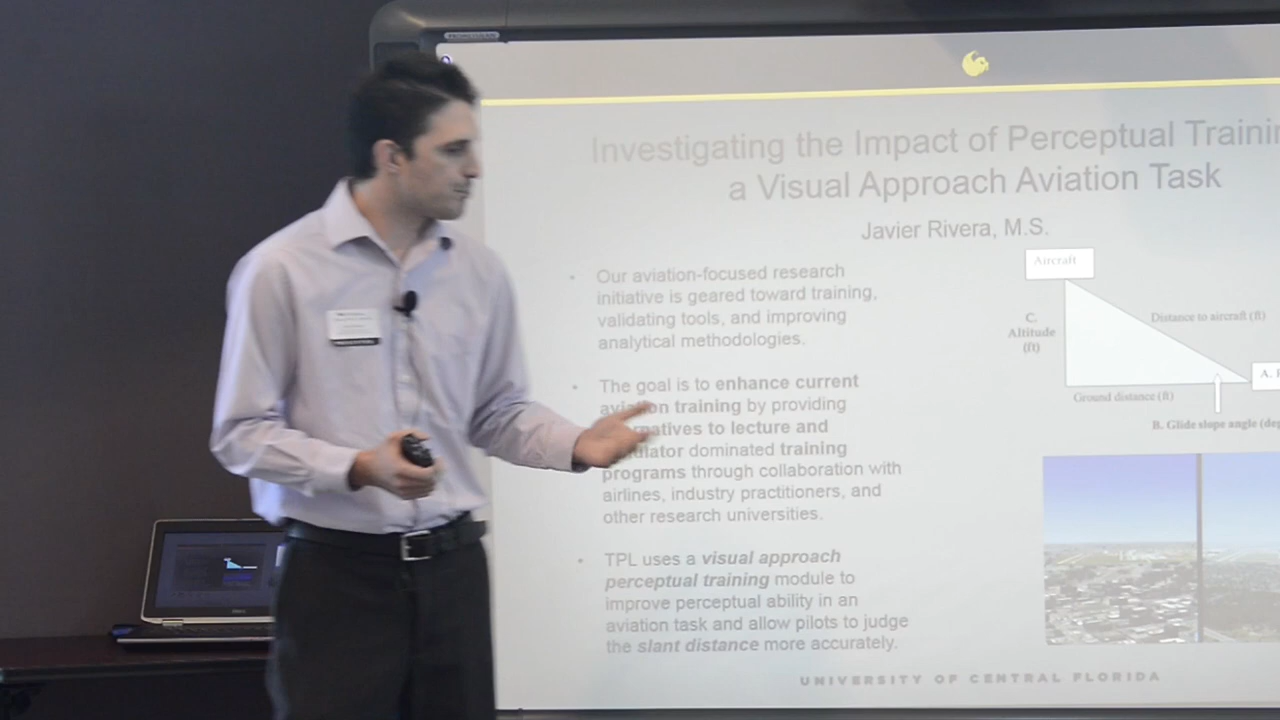 Investigating the Impact of Perceptual
a Visual Approach Aviation Task
Javier Rivera, M.S.
Our aviation-focused research
initiative is geared toward training,
validating tools, and improving
analytical methodologies.
The goal is to enhance current
training by providing
to lecture and
dominated training
programs through collaboration with
airlines, industry practitioners, and
other research universities.
TPL uses a visual approach
perceptual training module to
improve perceptual ability in an
aviation task and allow pilots to judge
the slant distance more accurately.
Aircraft
C.
Altitude
(ft)
Distance to aircraft (ft)
A.
Ground distance (ft)
B. Glide slope angle
UNIVERSITY OF CENTRAL FLORIDA